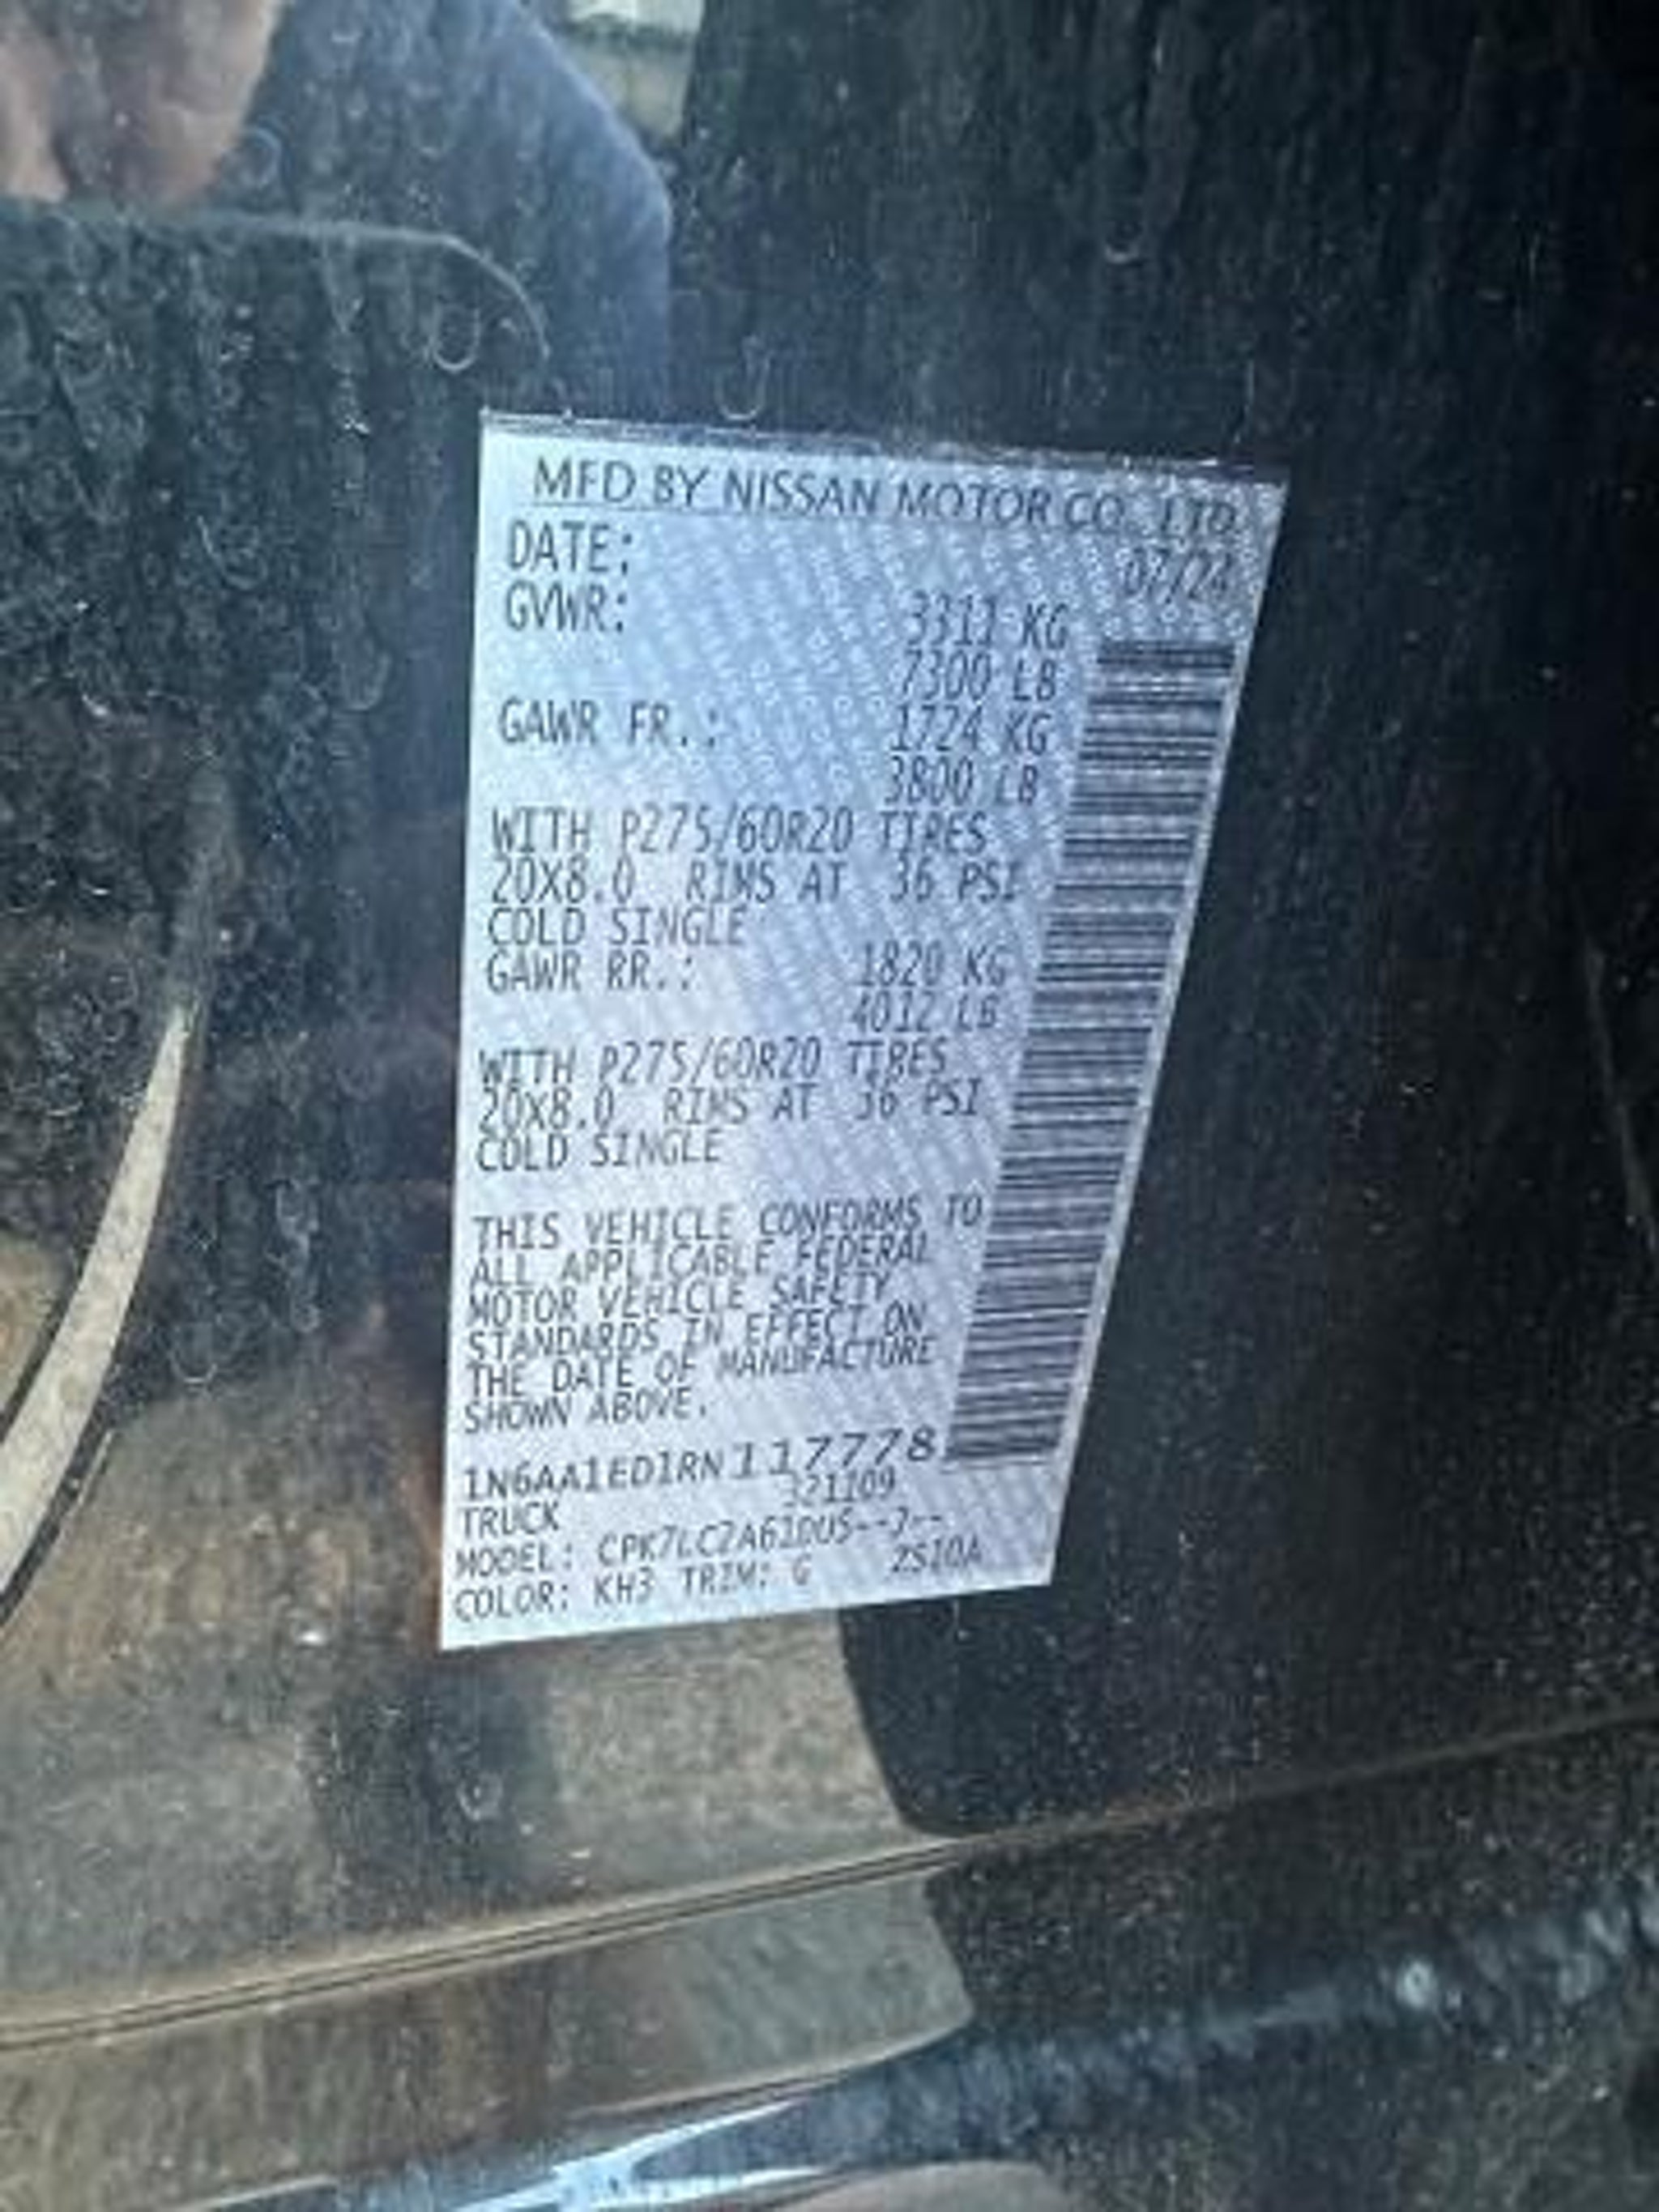 MFD BY NISSAN MOTOR CO., LTD.
DATE: 07/24
GVWR: 3311 KG
7300 LB
GAWR FR.: 1724 KG
3800 LB
WITH P275/60R20 TIRES
20X8.0 RIMS AT 36 PSI
COLD SINGLE
GAWR RR.: 1820 KG
4012 LB
WITH P275/60R20 TIRES
20X8.0 RIMS AT 36 PSI
COLD SINGLE
THIS VEHICLE CONFORMS TO
ALL APPLICABLE FEDERAL
MOTOR VEHICLE SAFETY
STANDARDS IN EFFECT ON
THE DATE OF MANUFACTURE
SHOWN ABOVE.
1N6AA1ED1RN117778
TRUCK 321109
MODEL:
COLOR: KH3 TRIM: G 2S10A